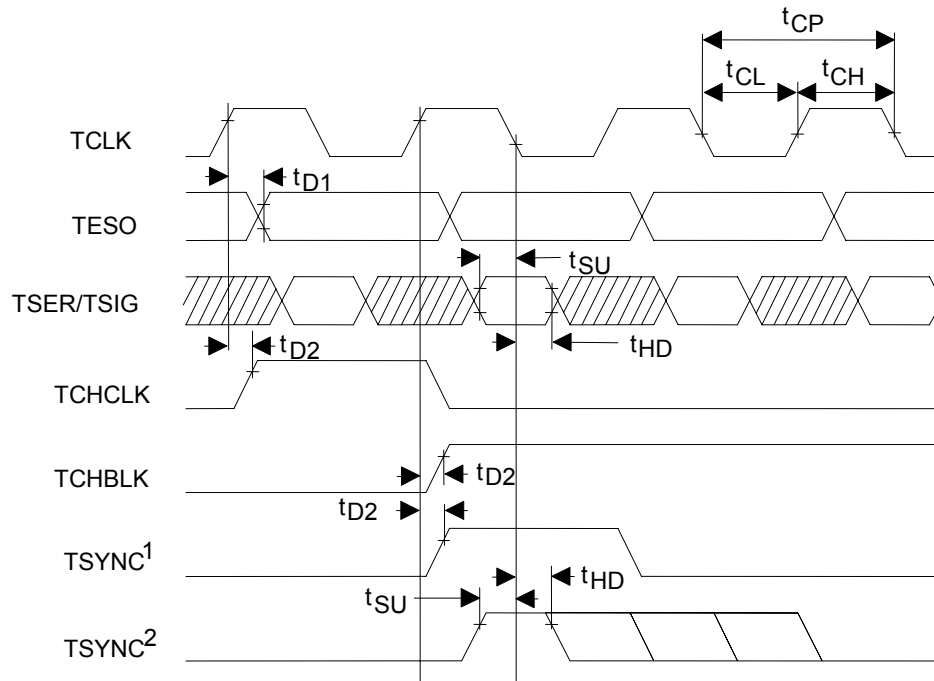 tCP
tCL tCH
TCLK
tD1
TESO
tSU
TSER/TSIG
tD2 tHD
TCHCLK
TCHBLK tD2
tD2
TSYNC1
tSU tHD
TSYNC2